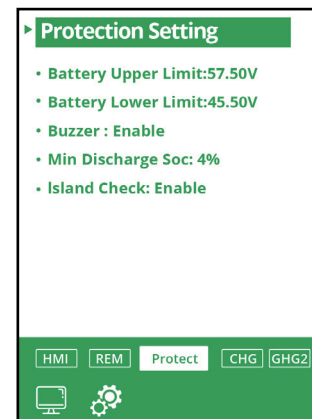 Protection Setting
• Battery Upper Limit:57.50V
• Battery Lower Limit:45.50V
• Buzzer : Enable
• Min Discharge Soc: 4%
• Island Check: Enable
HMI REM Protect CHG GHG2